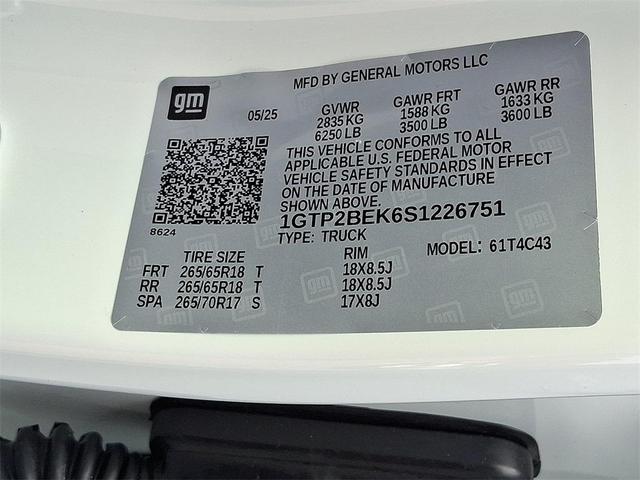 MFD BY GENERAL MOTORS LLC
gm
05/25
GVWR GAWR FRT GAWR RR
2835 KG 1588 KG 1633 KG
6250 LB 3500 LB 3600 LB
THIS VEHICLE CONFORMS TO ALL
APPLICABLE U.S. FEDERAL MOTOR
VEHICLE SAFETY STANDARDS IN EFFECT
ON THE DATE OF MANUFACTURE
SHOWN ABOVE.
1GTP2BEK6S1226751
8624
TYPE: TRUCK MODEL: 61T4C43
TIRE SIZE RIM
FRT 265/65R18 T 18X8.5J
RR 265/65R18 T 18X8.5J
SPA 265/70R17 S 17X8J